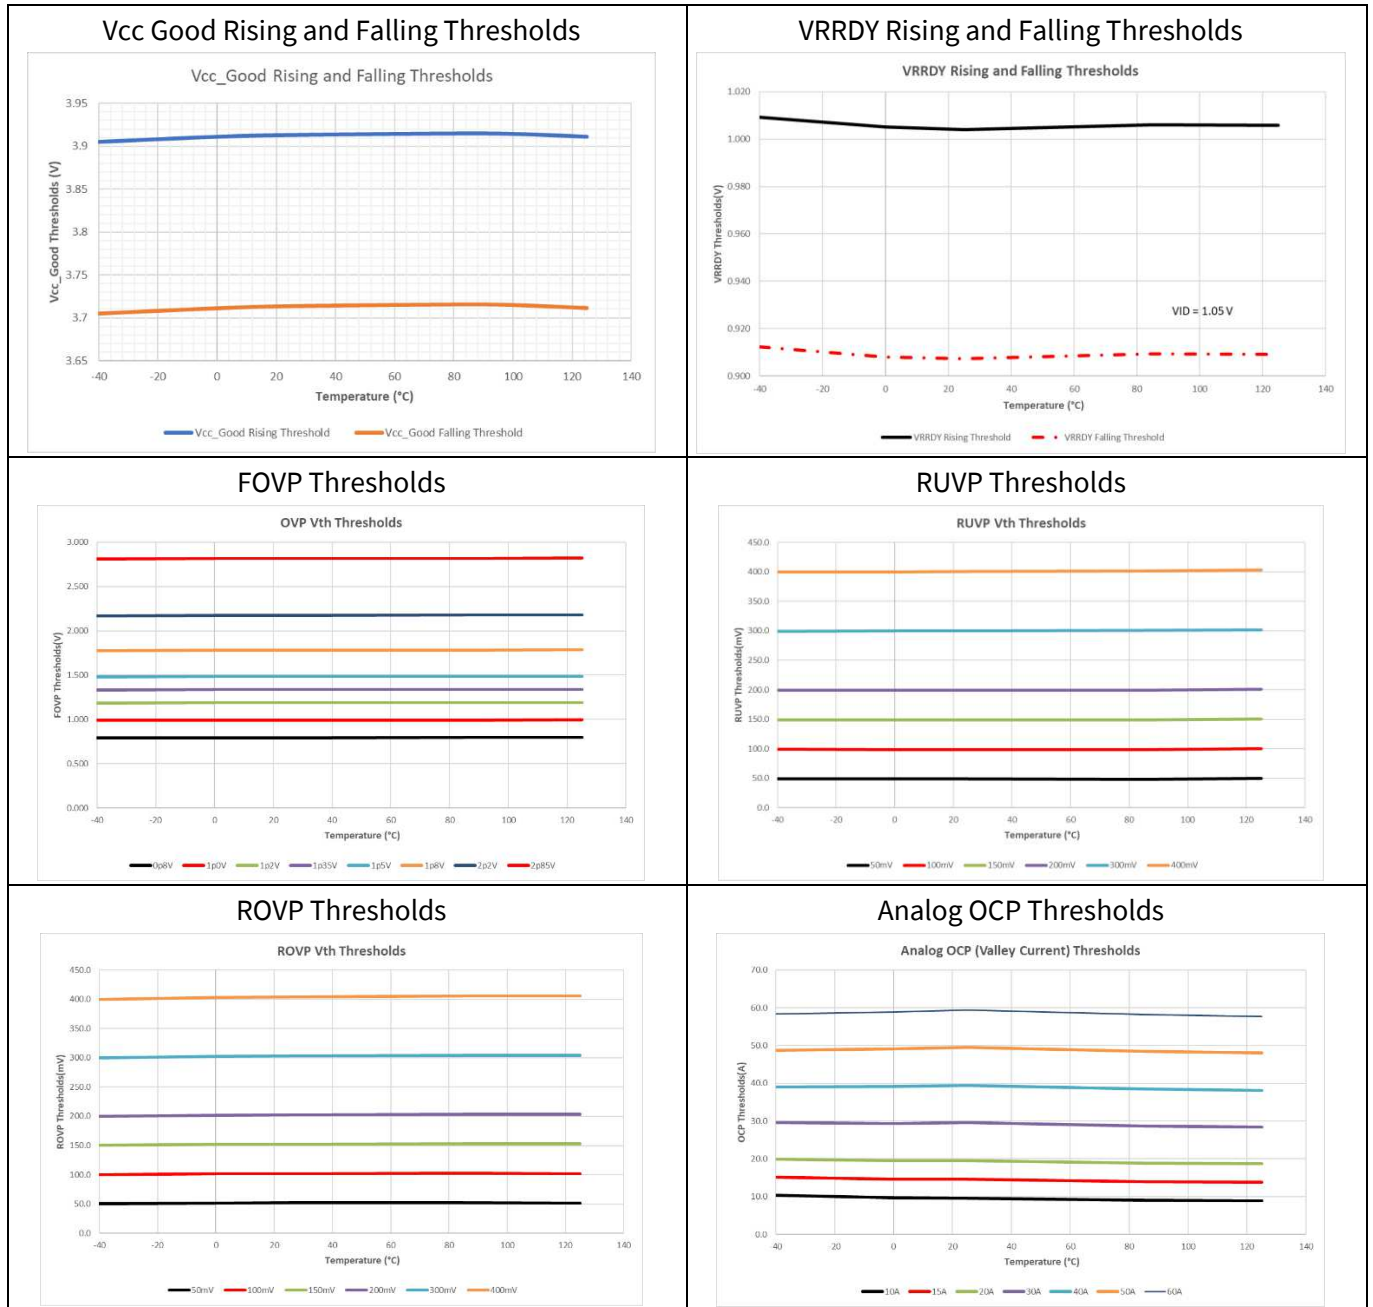 Vcc Good Rising and Falling Thresholds
Vcc_Good Rising and Falling Thresholds
Vcc_Good Thresholds (V)
3.95
3.9
3.85
3.8
3.75
3.7
3.65
-40 -20 0 20 40 60 80 100 120 140
Temperature (°C)
Vcc_Good Rising Threshold Vcc_Good Falling Threshold
VRRDY Rising and Falling Thresholds
VRRDY Rising and Falling Thresholds
VRRDY Thresholds(V)
1.020
1.000
0.980
0.960
0.940
0.920
0.900
VID = 1.05 V
-40 -20 0 20 40 60 80 100 120 140
Temperature (°C)
VRRDY Rising Threshold VRRDY Falling Threshold
FOVP Thresholds
OVP Vth Thresholds
FOVP Thresholds(V)
3.000
2.500
2.000
1.500
1.000
0.500
0.000
-40 -20 0 20 40 60 80 100 120 140
Temperature (°C)
0p8V 1p0V 1p2V 1p35V 1p5V 1p8V 2p2V 2p85V
RUVP Thresholds
RUVP Vth Thresholds
RUVP Thresholds(mV)
450.0
400.0
350.0
300.0
250.0
200.0
150.0
100.0
50.0
0.0
-40 -20 0 20 40 60 80 100 120 140
Temperature (°C)
50mV 100mV 150mV 200mV 300mV 400mV
ROVP Thresholds
ROVP Vth Thresholds
ROVP Thresholds(mV)
450.0
400.0
350.0
300.0
250.0
200.0
150.0
100.0
50.0
0.0
-40 -20 0 20 40 60 80 100 120 140
Temperature (°C)
50mV 100mV 150mV 200mV 300mV 400mV
Analog OCP Thresholds
Analog OCP (Valley Current) Thresholds
OCP Thresholds(A)
70.0
60.0
50.0
40.0
30.0
20.0
10.0
0.0
40 20 0 20 40 60 80 100 120 140
Temperature (°C)
10A 15A 20A 30A 40A 50A 60A